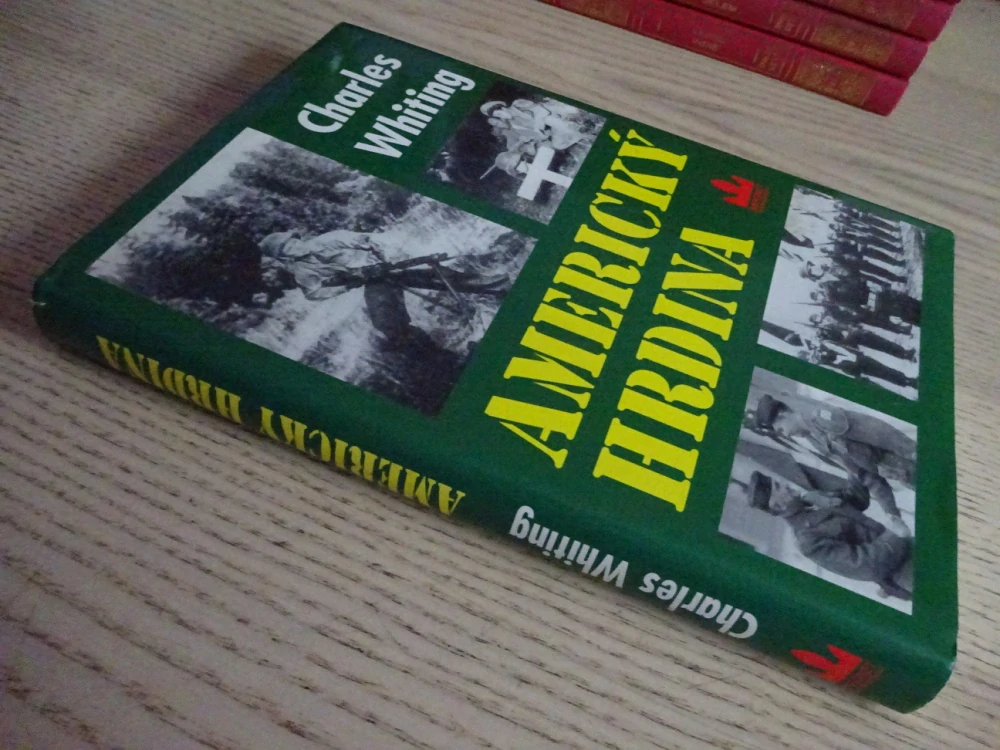 Charles
Whiting
AMERICKÝ
HRDINA
AMERICKÝ HRDINA
Charles Whiting